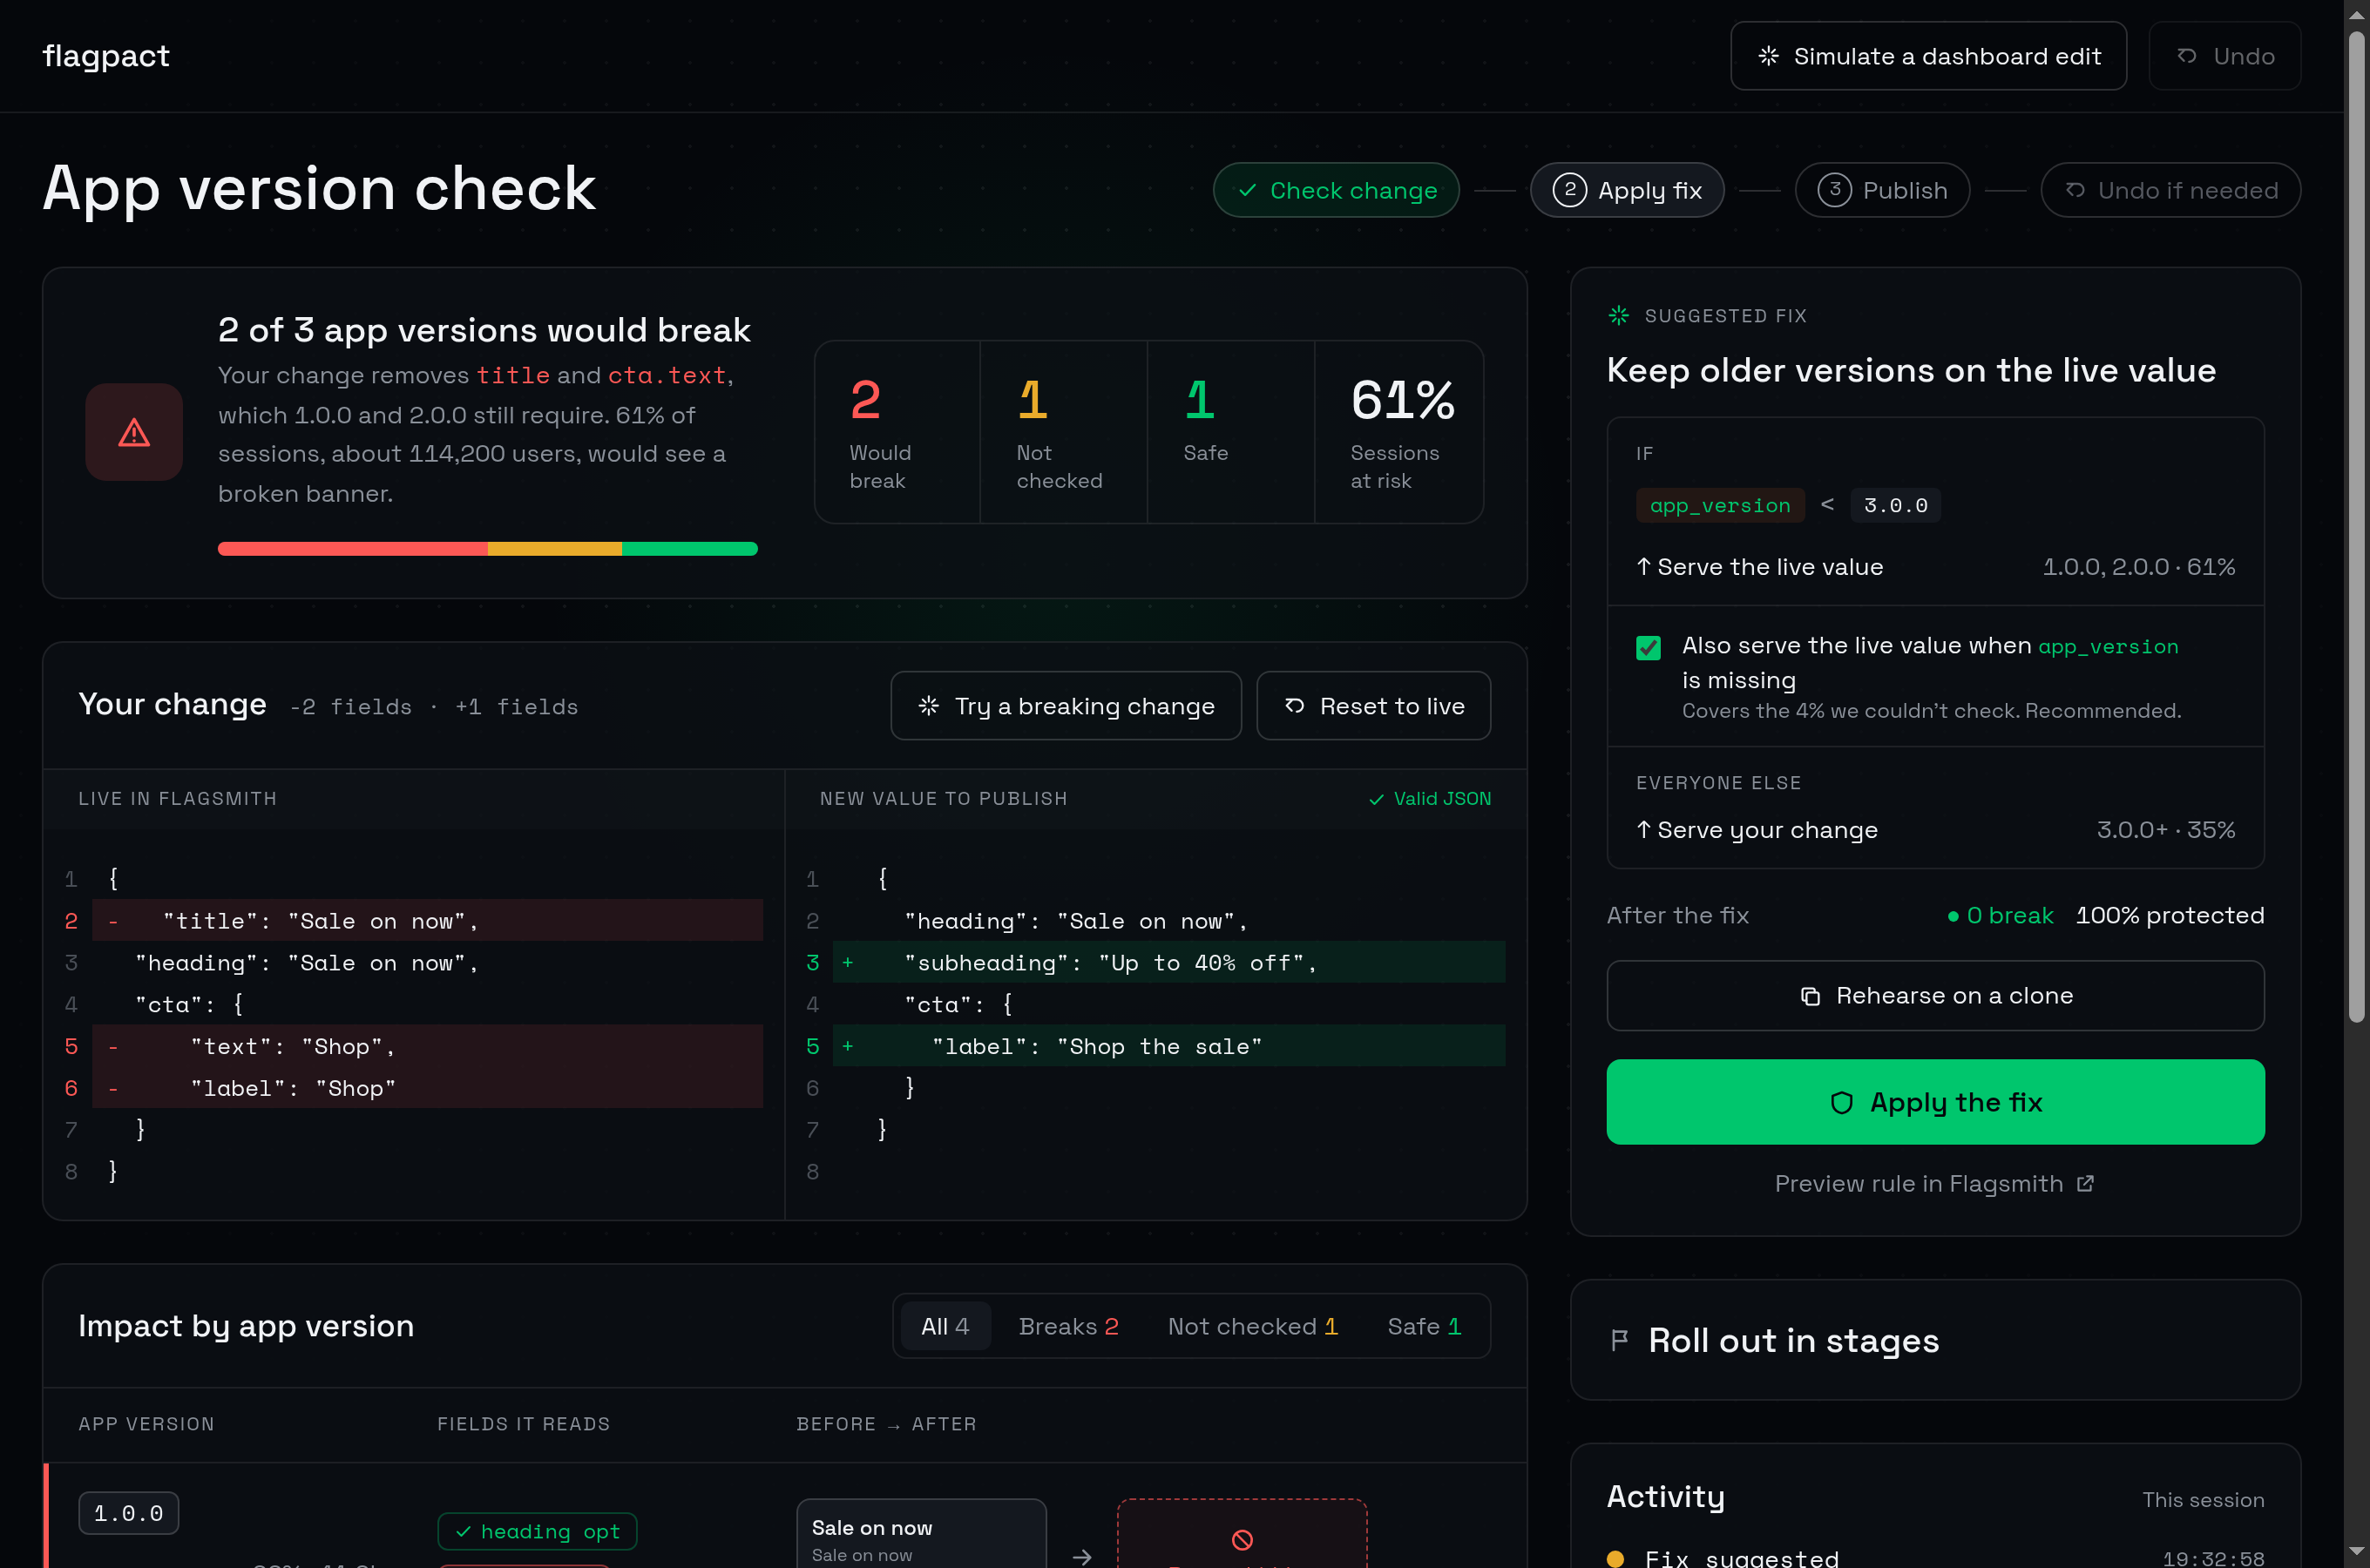 flagpact
Simulate a dashboard edit
Undo
App version check
Check change
2 Apply fix
3 Publish
Undo if needed
2 of 3 app versions would break
Your change removes title and cta.text,
which 1.0.0 and 2.0.0 still require. 61% of
sessions, about 114,200 users, would see a
broken banner.
2
Would
break
1
Not
checked
1
Safe
61%
Sessions
at risk
Your change -2 fields · +1 fields
Try a breaking change
Reset to live
LIVE IN FLAGSMITH
1 {
2 - "title": "Sale on now",
3 "heading": "Sale on now",
4 "cta": {
5 - "text": "Shop",
6 - "label": "Shop"
7 }
8 }
NEW VALUE TO PUBLISH
Valid JSON
1 {
2 "heading": "Sale on now",
3 + "subheading": "Up to 40% off",
4 "cta": {
5 + "label": "Shop the sale"
6 }
7 }
8
Impact by app version
All 4
Breaks 2
Not checked 1
Safe 1
APP VERSION
FIELDS IT READS
BEFORE → AFTER
1.0.0
heading opt
Sale on now
Sale on now
SUGGESTED FIX
Keep older versions on the live value
IF
app_version < 3.0.0
↑ Serve the live value
1.0.0, 2.0.0 · 61%
Also serve the live value when app_version
is missing
Covers the 4% we couldn't check. Recommended.
EVERYONE ELSE
↑ Serve your change
3.0.0+ · 35%
After the fix
0 break 100% protected
Rehearse on a clone
Apply the fix
Preview rule in Flagsmith
Roll out in stages
Activity
This session
Fix suggested
19:32:58